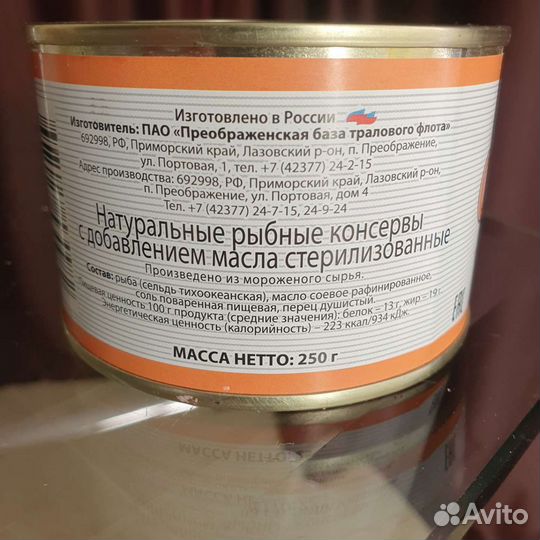 Изготовлено в России
Изготовитель: ПАО «Преображенская база тралового флота»
692998, РФ, Приморский край, Лазовский р-он, п. Преображение,
ул. Портовая, 1, тел. +7 (42377) 24-2-15
Адрес производства: 692998, РФ, Приморский край, Лазовский р-он,
п. Преображение, ул. Портовая, дом 4
Тел. +7 (42377) 24-7-15, 24-9-24
Натуральные рыбные консервы
с добавлением масла стерилизованные
Произведено из мороженого сырья.
Состав: рыба (сельдь тихоокеанская), масло соевое рафинированное,
Соль поваренная пищевая, перец душистый.
Пищевая ценность 100 г продукта (средние значения): белок – 13 г, жир – 19 г.
Энергетическая ценность (калорийность) – 223 ккал/934 кДж.
МАССА НЕТТО: 250 г
EAC
Avito